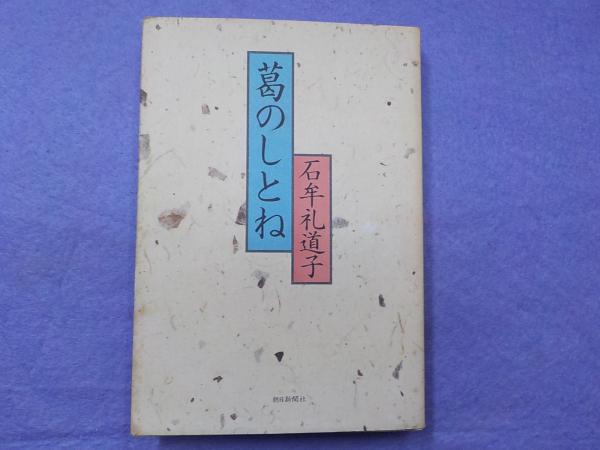 葛のしとね
石牟礼道子
朝日新聞社